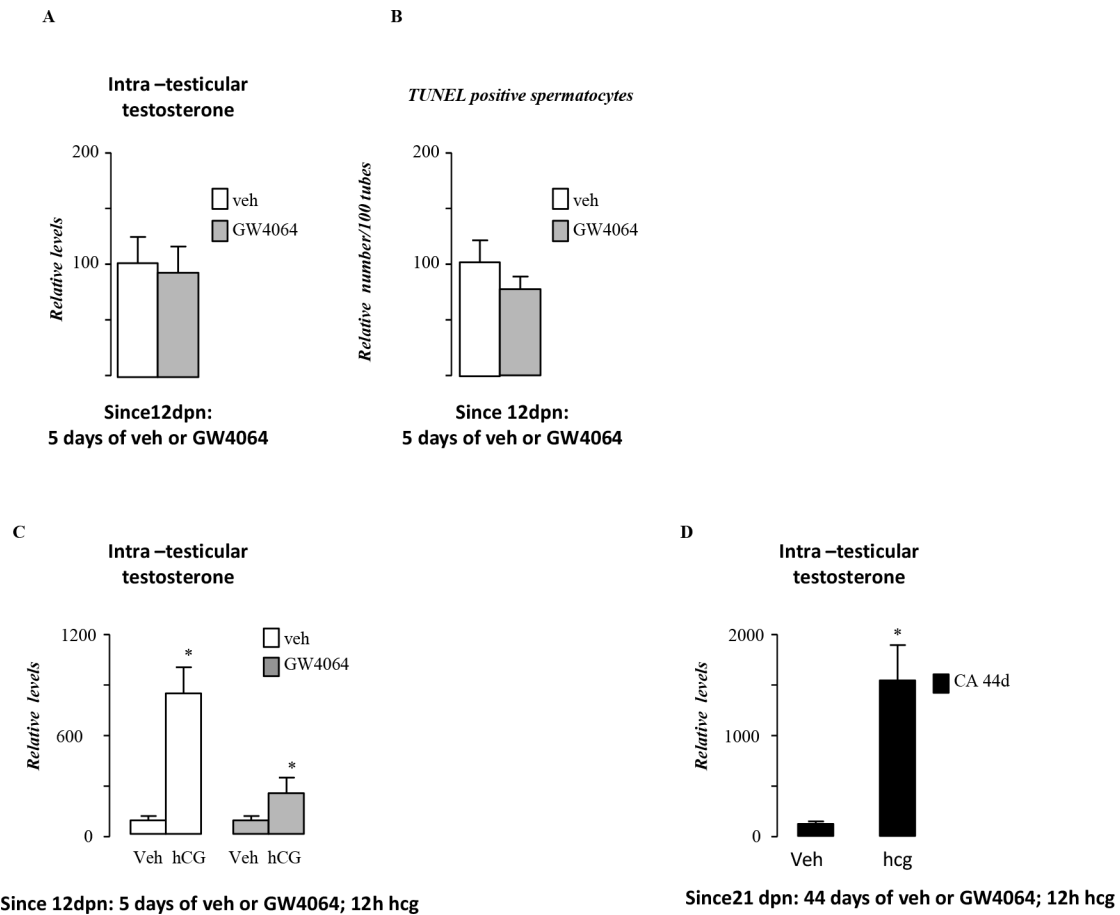 A
Intra –testicular
testosterone
Relative levels
200
100
veh
GW4064
Since12dpn:
5 days of veh or GW4064
B
TUNEL positive spermatocytes
Relative number/100 tubes
200
100
veh
GW4064
Since 12dpn:
5 days of veh or GW4064
C
Intra –testicular
testosterone
Relative levels
1200
600
0
*
*
veh
GW4064
Veh hCG Veh hCG
Since 12dpn: 5 days of veh or GW4064; 12h hcg
D
Intra –testicular
testosterone
Relative levels
2000
1000
0
*
CA 44d
Veh hcg
Since21 dpn: 44 days of veh or GW4064; 12h hcg